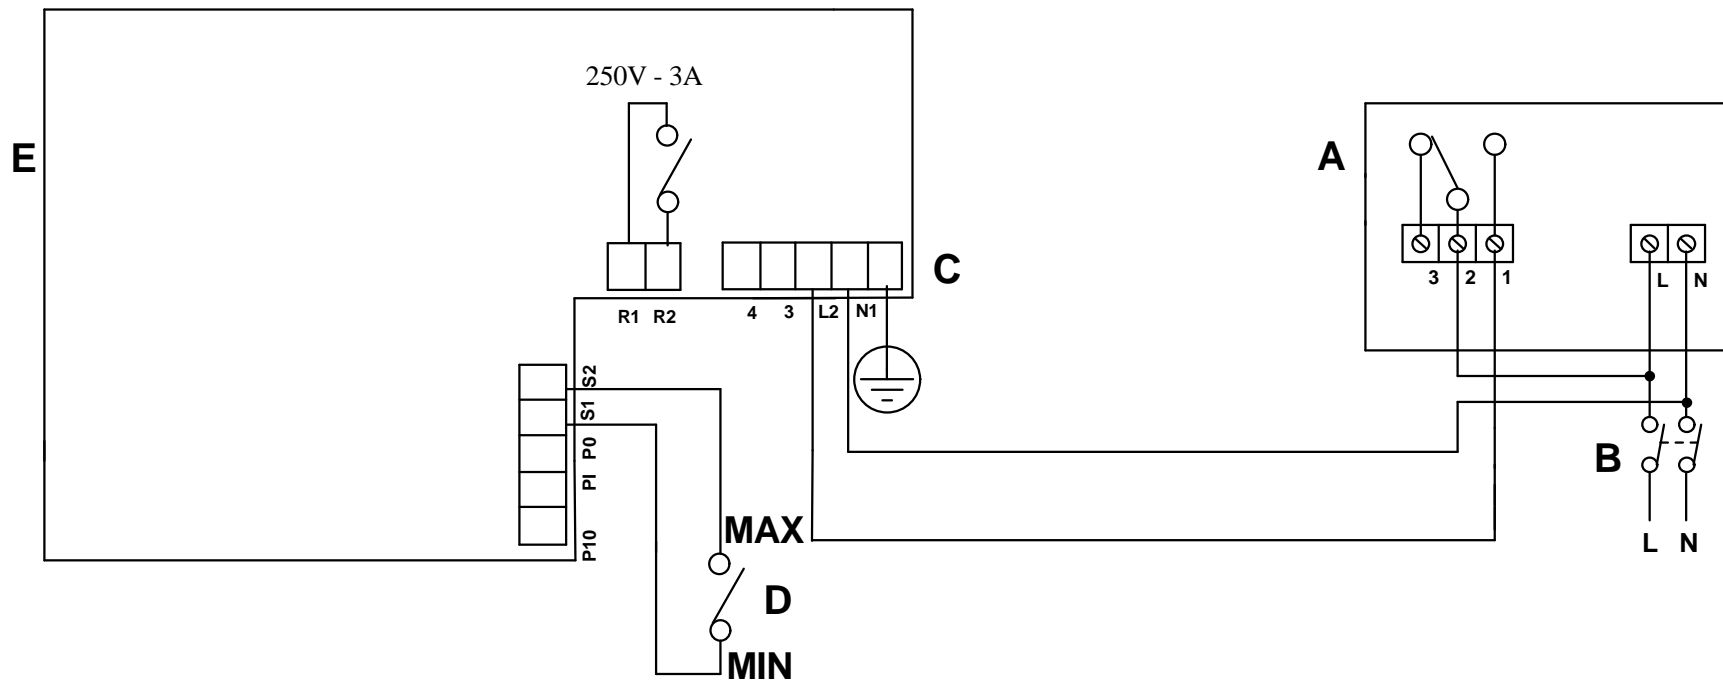 250V - 3A
E
A
C
3 2 1
L N
R1 R2
4 3 L2 N1
S2
S1
P0
PI
P10
B
MAX
D
MIN
L N